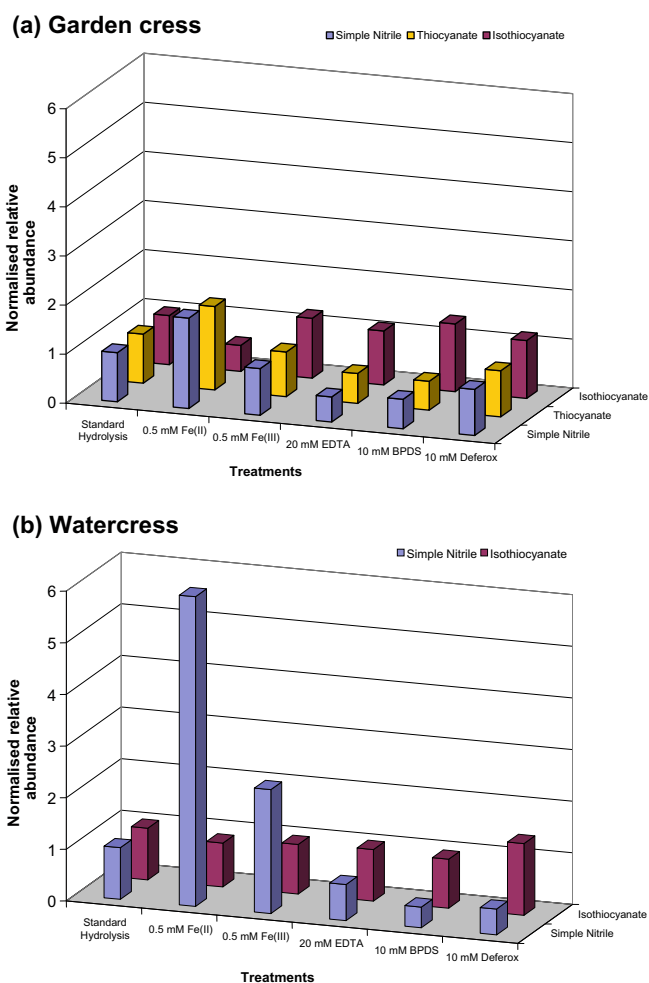 (a) Garden cress
Simple Nitrile Thiocyanate Isothiocyanate
6
5
4
3
2
1
0
Normalised relative
abundance
Standard
Hydrolysis
0.5 mM Fe(II)
0.5 mM Fe(III)
20 mM EDTA
10 mM BPDS
10 mM Deferox
Isothiocyanate
Thiocyanate
Simple Nitrile
Treatments
(b) Watercress
Simple Nitrile Isothiocyanate
6
5
4
3
2
1
0
Normalised relative
abundance
Standard
Hydrolysis
0.5 mM Fe(II)
0.5 mM Fe(III)
20 mM EDTA
10 mM BPDS
10 mM Deferox
Isothiocyanate
Simple Nitrile
Treatments